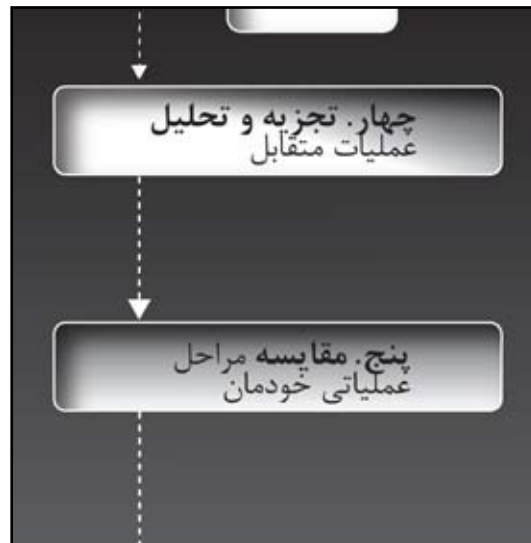 چهار. تجزیه و تحلیل
عملیات متقابل
پنج. مقایسه مراحل
عملیاتی خودمان